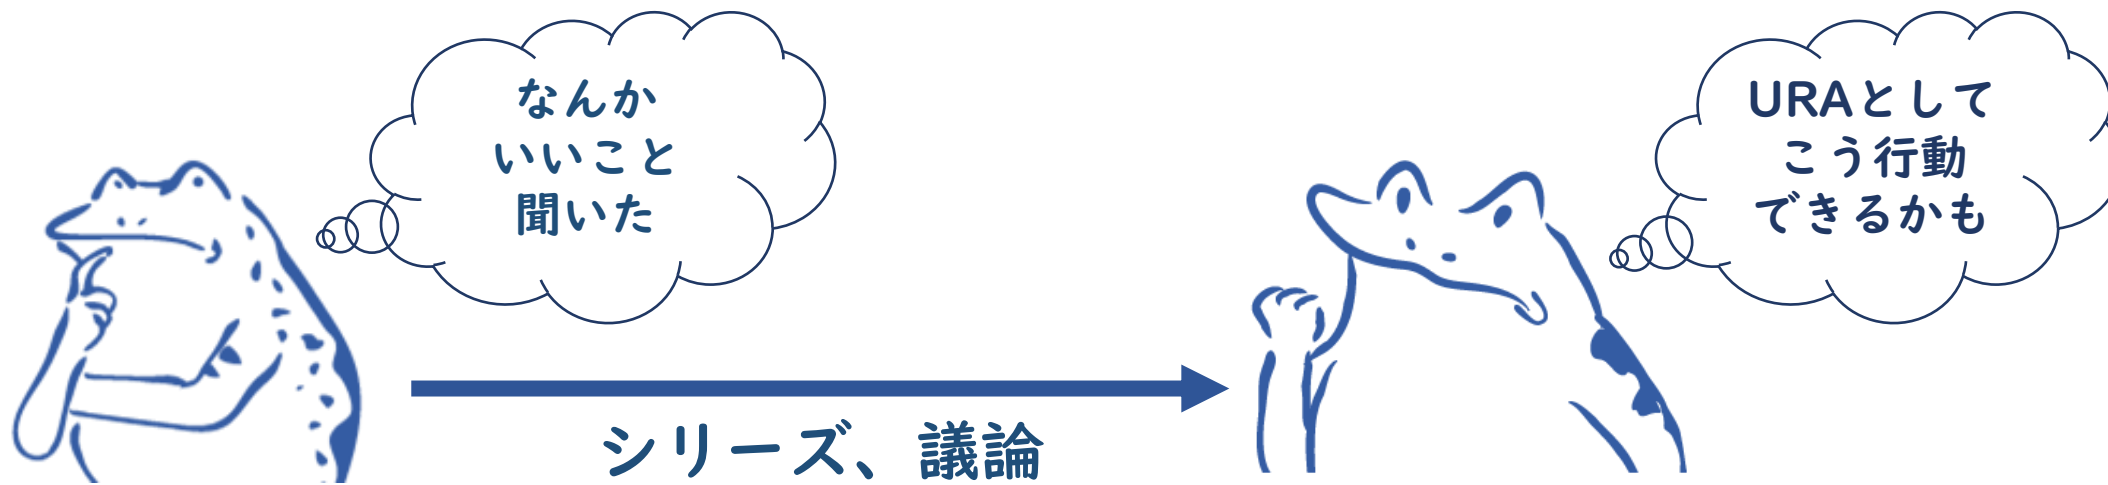 なんか
いいこと
聞いた
URAとして
こう行動
できるかも
シリーズ、議論